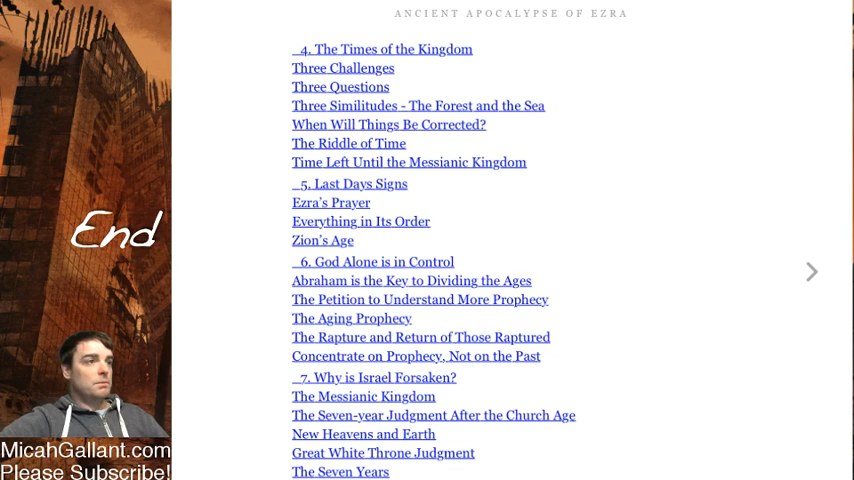 ANCIENT APOCALYPSE OF EZRA
4. The Times of the Kingdom
Three Challenges
Three Questions
Three Similitudes - The Forest and the Sea
When Will Things Be Corrected?
The Riddle of Time
Time Left Until the Messianic Kingdom
5. Last Days Signs
Ezra's Prayer
Everything in Its Order
Zion's Age
6. God Alone is in Control
Abraham is the Key to Dividing the Ages
The Petition to Understand More Prophecy
The Aging Prophecy
The Rapture and Return of Those Raptured
Concentrate on Prophecy, Not on the Past
7. Why is Israel Forsaken?
The Messianic Kingdom
The Seven-year Judgment After the Church Age
New Heavens and Earth
Great White Throne Judgment
The Seven Years
End
MicahGallant.com
Please Subscribe!